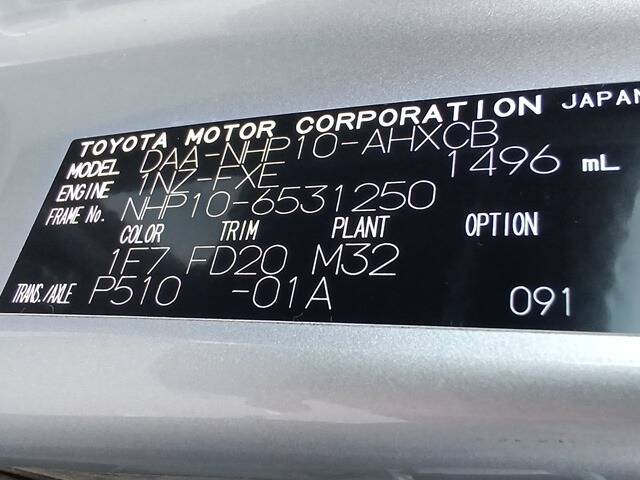 TOYOTA MOTOR CORPORATION JAPAN
MODEL DAA-NHP10-AHXCB
ENGINE 1NZ-FXE 1496 mL
FRAME No. NHP10-6531250
COLOR TRIM PLANT OPTION
1F7 FD20 M32
TRANS./AXLE P510 -01A 091